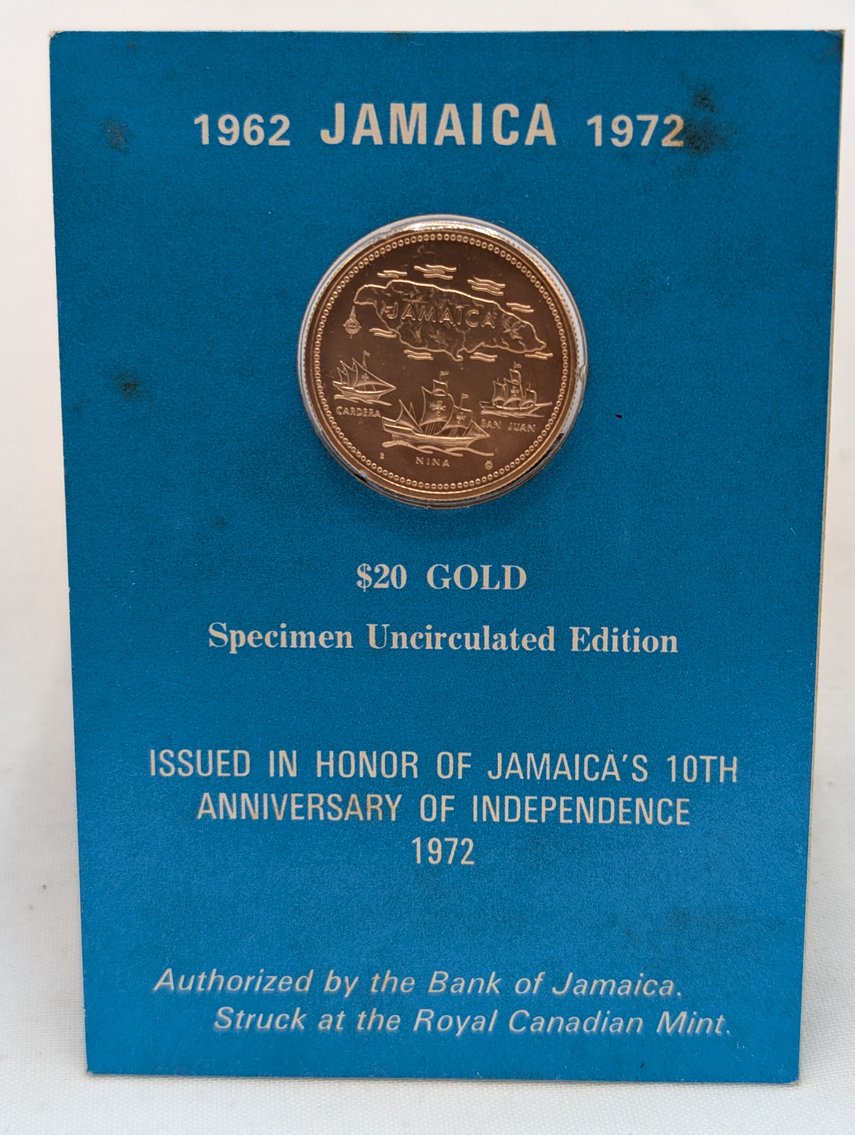 1962 JAMAICA 1972
JAMAICA
CARDERA
SAN JUAN
NINA
$20 GOLD
Specimen Uncirculated Edition
ISSUED IN HONOR OF JAMAICA'S 10TH
ANNIVERSARY OF INDEPENDENCE
1972
Authorized by the Bank of Jamaica.
Struck at the Royal Canadian Mint.